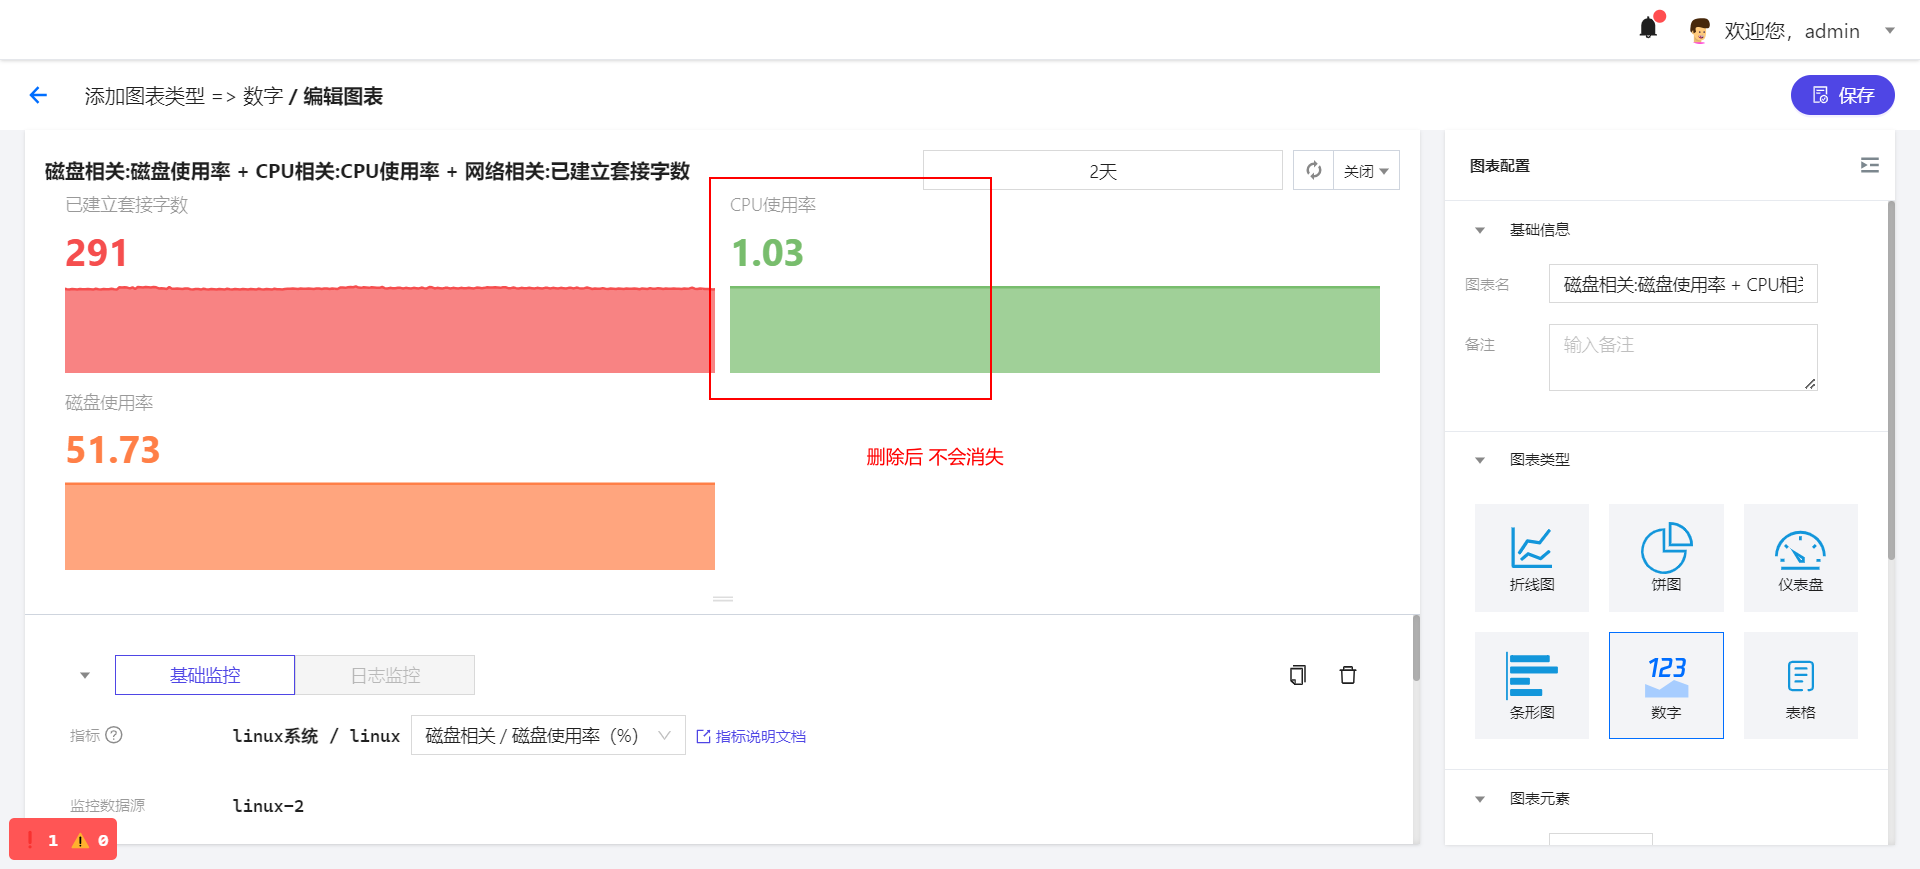 欢迎您，admin
添加图表类型 => 数字 / 编辑图表
保存
磁盘相关:磁盘使用率 + CPU相关:CPU使用率 + 网络相关:已建立套接字数
2天
关闭
已建立套接字数
291
CPU使用率
1.03
磁盘使用率
51.73
删除后 不会消失
基础监控
日志监控
指标
linux系统 / linux
磁盘相关 / 磁盘使用率（%）
指标说明文档
监控数据源
linux-2
1
0
图表配置
基础信息
图表名
磁盘相关:磁盘使用率 + CPU相
备注
输入备注
图表类型
折线图
饼图
仪表盘
条形图
123
数字
表格
图表元素